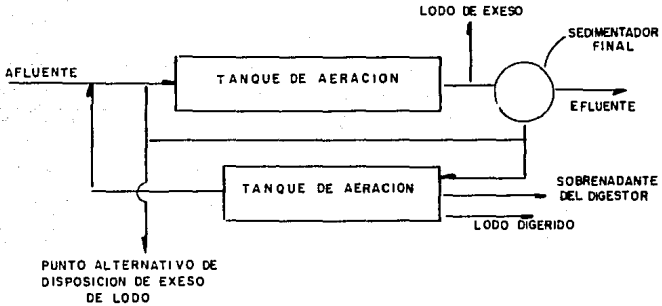 LODO DE EXESO
SEDIMENTADOR
FINAL
AFLUENTE
TANQUE DE AERACION
EFLUENTE
TANQUE DE AERACION
SOBRENADANTE
DEL DIGESTOR
LODO DIGERIDO
PUNTO ALTERNATIVO DE
DISPOSICION DE EXESO
DE LODO